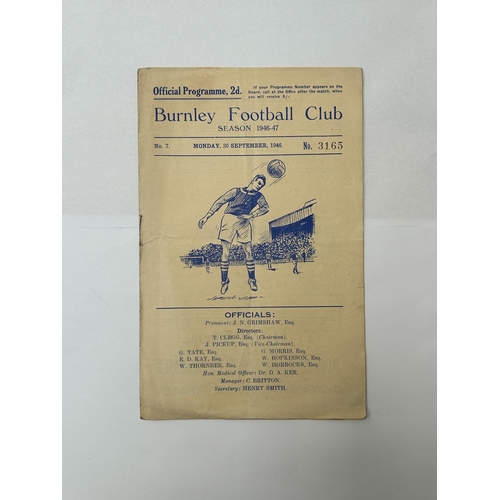 Official Programme, 2d.
If your Programme Number appears on the
Board, call at the Office after the match, when
you will receive 5/-
Burnley Football Club
SEASON 1946-47
No. 7. MONDAY, 30 SEPTEMBER, 1946. No. 3165
OFFICIALS:
President: J. N. GRIMSHAW, Esq.
Directors:
T. CLEGG, Esq. (Chairman)
J. PICKUP, Esq. (Vice-Chairman)
G. TATE, Esq. G. MORRIS, Esq.
E. D. KAY, Esq. W. HOPKINSON, Esq.
W. THORNBER, Esq. W. HORROCKS, Esq.
Hon. Medical Officer: Dr. D. A. KER.
Manager: C. BRITTON.
Secretary: HENRY SMITH.